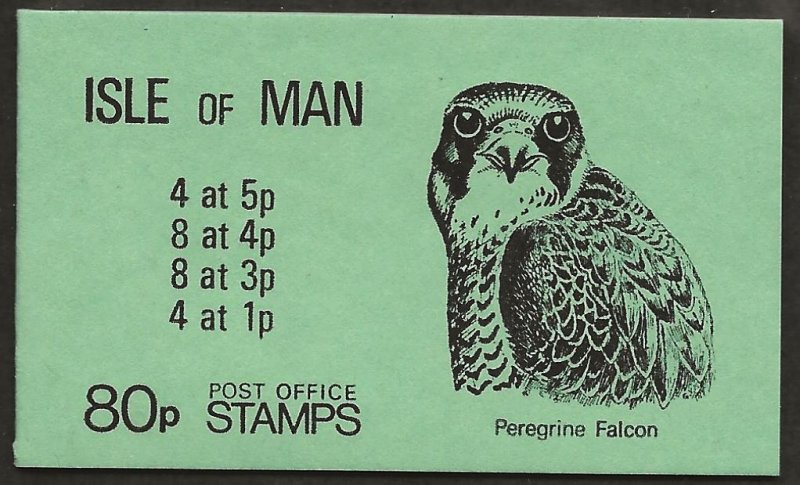 ISLE OF MAN
4 at 5p
8 at 4p
8 at 3p
4 at 1p
80p POST OFFICE STAMPS
Peregrine Falcon